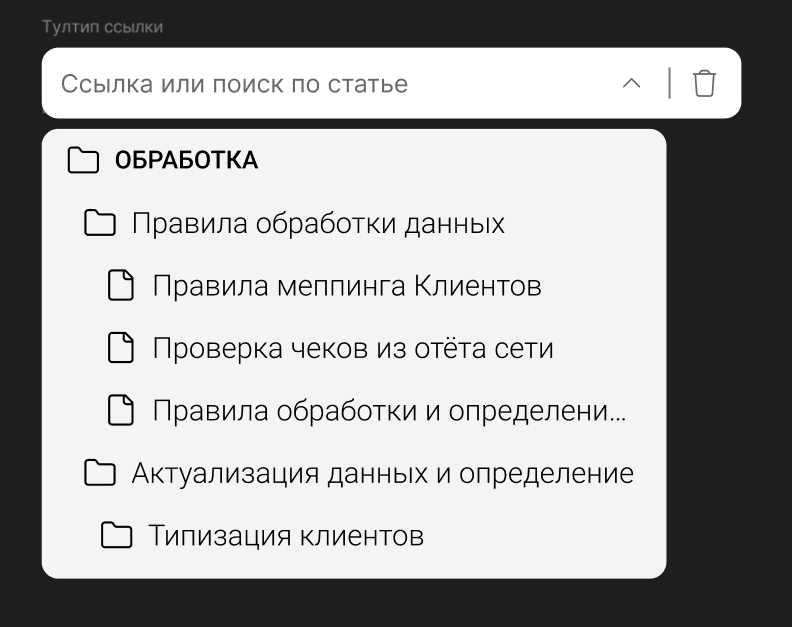 Тултип ссылки
Ссылка или поиск по статье
ОБРАБОТКА
Правила обработки данных
Правила меппинга Клиентов
Проверка чеков из отёта сети
Правила обработки и определени...
Актуализация данных и определение
Типизация клиентов